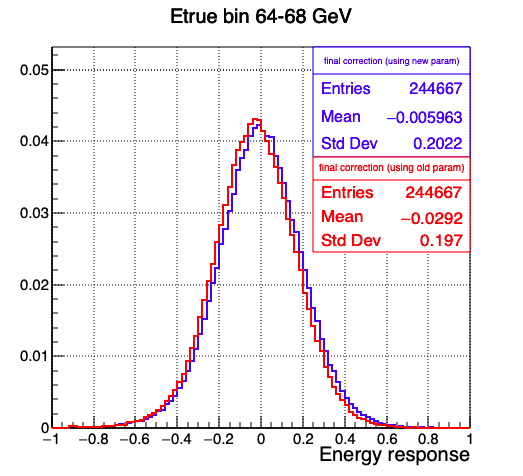 Etrue bin 64-68 GeV
final correction (using new param)
Entries 244667
Mean −0.005963
Std Dev 0.2022
final correction (using old param)
Entries 244667
Mean −0.0292
Std Dev 0.197
0.05
0.04
0.03
0.02
0.01
0
−1 −0.8 −0.6 −0.4 −0.2 0 0.2 0.4 0.6 0.8 1
Energy response